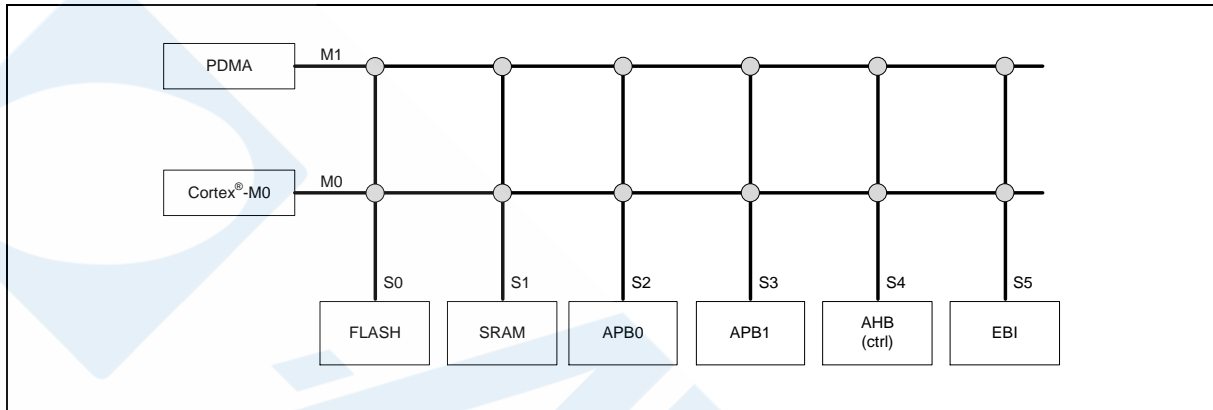 PDMA
M1
Cortex®-M0
M0
S0
S1
S2
S3
S4
S5
FLASH
SRAM
APB0
APB1
AHB
(ctrl)
EBI